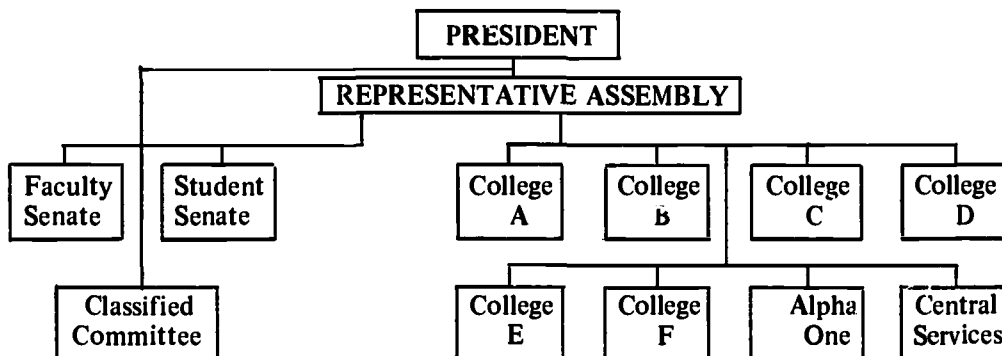 PRESIDENT
REPRESENTATIVE ASSEMBLY
Faculty
Senate
Student
Senate
College
A
College
B
College
C
College
D
Classified
Committee
College
E
College
F
Alpha
One
Central
Services